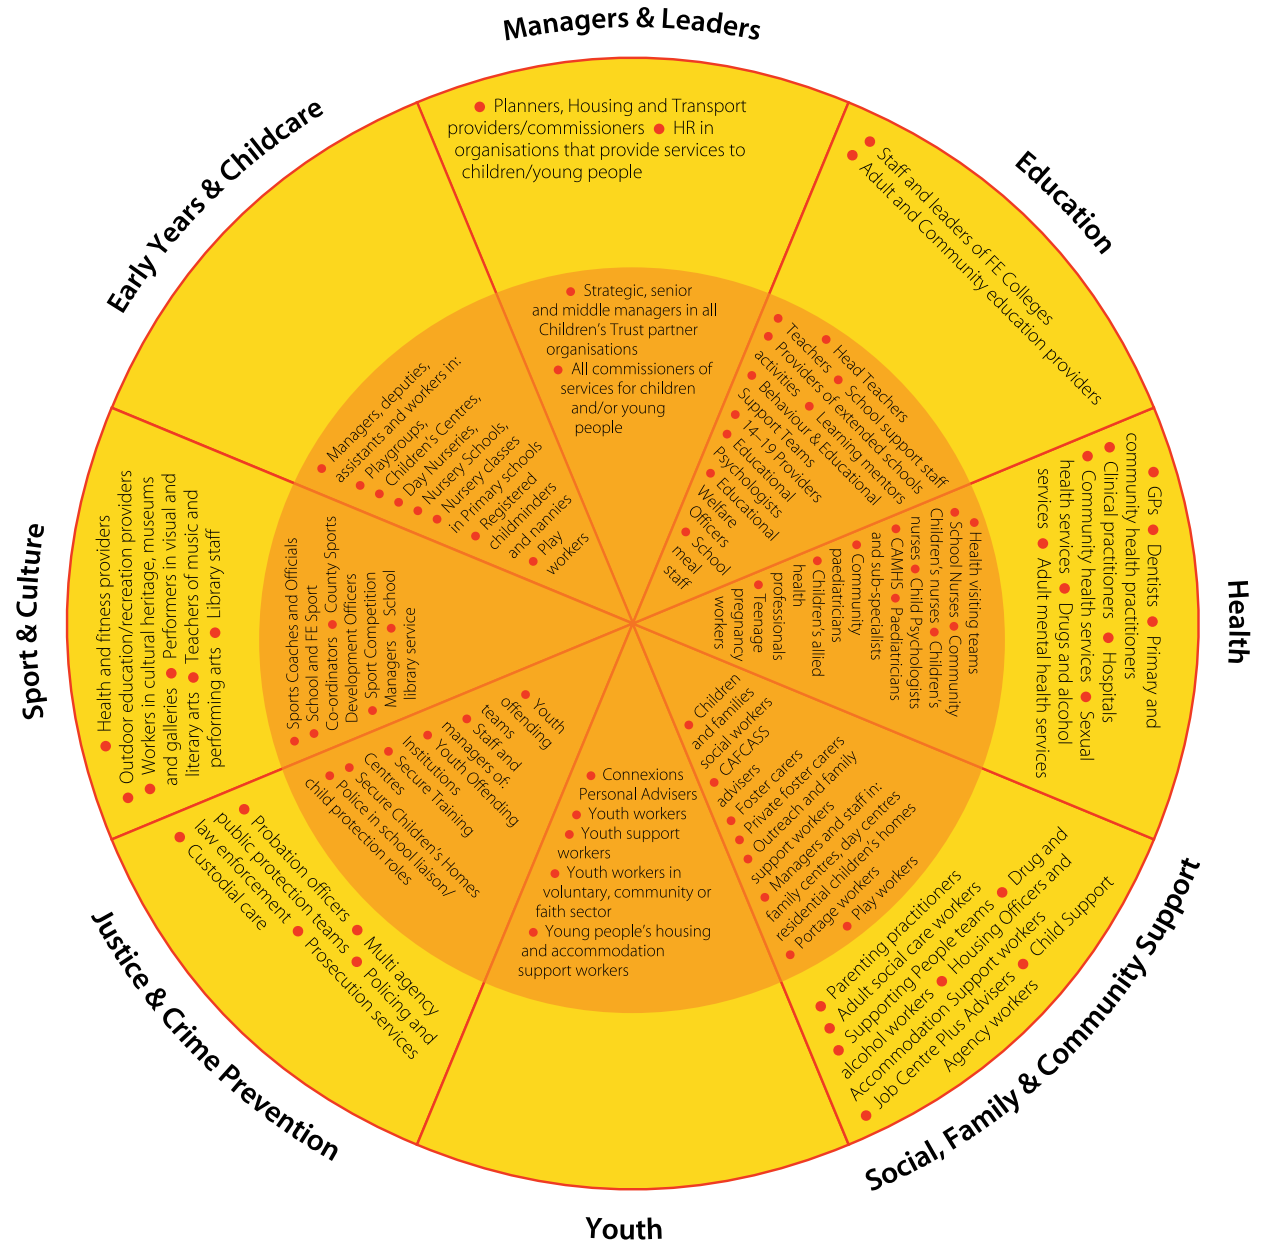 Managers & Leaders
● Planners, Housing and Transport
providers/commissioners ● HR in
organisations that provide services to
children/young people
● Strategic, senior
and middle managers in all
Children’s Trust partner
organisations
● All commissioners of
services for children
and/or young
people
Education
● Staff and leaders of FE Colleges
● Adult and Community education providers
● Head Teachers
● Teachers ● School support staff
● Providers of extended schools
activities ● Learning mentors
● Behaviour & Educational
Support Teams
● 14–19 Providers
● Educational
Psychologists
● Educational
Welfare
Officers
● School
meal
staff
Health
● GPs ● Dentists ● Primary and
community health practitioners
● Clinical practitioners ● Hospitals
● Community health services ● Sexual
health services ● Drugs and alcohol
services ● Adult mental health services
● Health visiting teams
● School Nurses ● Community
Children’s nurses ● Children’s
nurses ● Child Psychologists
● CAMHS ● Paediatricians
and sub-specialists
● Community
paediatricians
● Children’s allied
health
professionals
● Teenage
pregnancy
workers
Social, Family & Community Support
● Children
and families
social workers
● CAFCASS
advisers
● Foster carers
● Private foster carers
● Outreach and family
support workers
● Managers and staff in:
family centres, day centres
residential children’s homes
● Portage workers
● Play workers
● Parenting practitioners
● Adult social care workers
● Supporting People teams ● Drug and
alcohol workers ● Housing Officers and
Accommodation Support workers
● Job Centre Plus Advisers ● Child Support
Agency workers
Youth
● Connexions
Personal Advisers
● Youth workers
● Youth support
workers
● Youth workers in
voluntary, community or
faith sector
● Young people’s housing
and accommodation
support workers
Justice & Crime Prevention
● Youth
offending
teams
● Staff and
managers of:
● Youth Offending
Institutions
● Secure Training
Centres
● Secure Children’s Homes
● Police in school liaison/
child protection roles
● Probation officers ● Multi agency
public protection teams ● Policing and
law enforcement ● Prosecution services
● Custodial care
Sport & Culture
● Health and fitness providers
● Outdoor education/recreation providers
● Workers in cultural heritage, museums
and galleries ● Performers in visual and
literary arts ● Teachers of music and
performing arts ● Library staff
● Sports Coaches and Officials
● School and FE Sport
Co-ordinators ● County Sports
Development Officers
● Sport Competition
Managers ● School
library service
Early Years & Childcare
● Managers, deputies,
assistants and workers in:
● Playgroups,
● Children’s Centres,
● Day Nurseries,
● Nursery Schools,
● Nursery classes
in Primary schools
● Registered
childminders
and nannies
● Play
workers